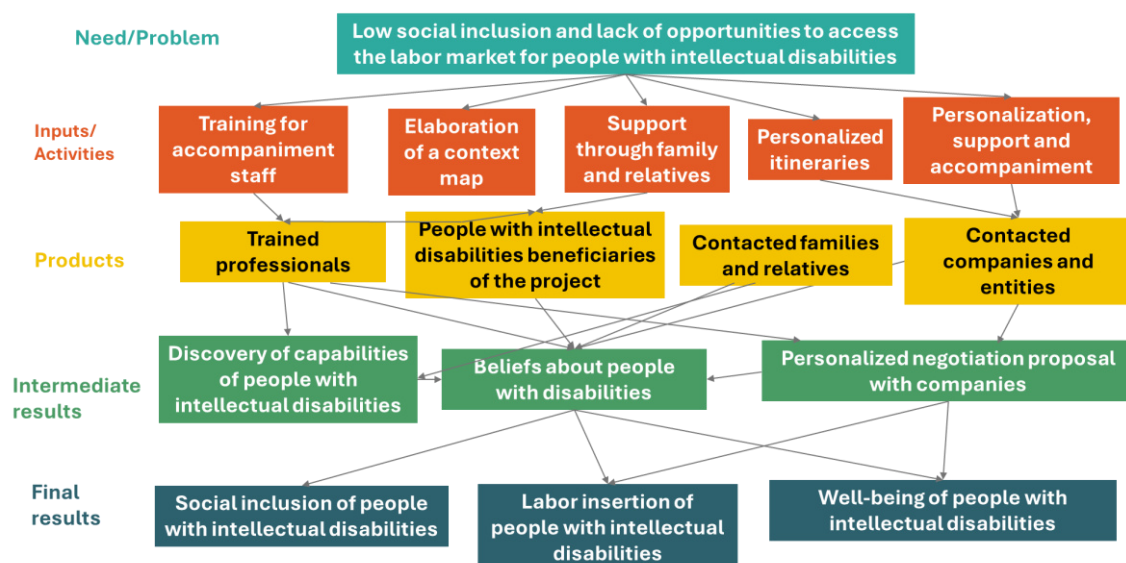 Need/Problem
Low social inclusion and lack of opportunities to access
the labor market for people with intellectual disabilities
Inputs/
Activities
Training for
accompaniment
staff
Elaboration
of a context
map
Support
through family
and relatives
Personalized
itineraries
Personalization,
support and
accompaniment
Products
Trained
professionals
People with intellectual
disabilities beneficiaries
of the project
Contacted families
and relatives
Contacted
companies and
entities
Intermediate
results
Discovery of capabilities
of people with
intellectual disabilities
Beliefs about people
with disabilities
Personalized negotiation proposal
with companies
Final
results
Social inclusion of people
with intellectual disabilities
Labor insertion of
people with intellectual
disabilities
Well-being of people with
intellectual disabilities